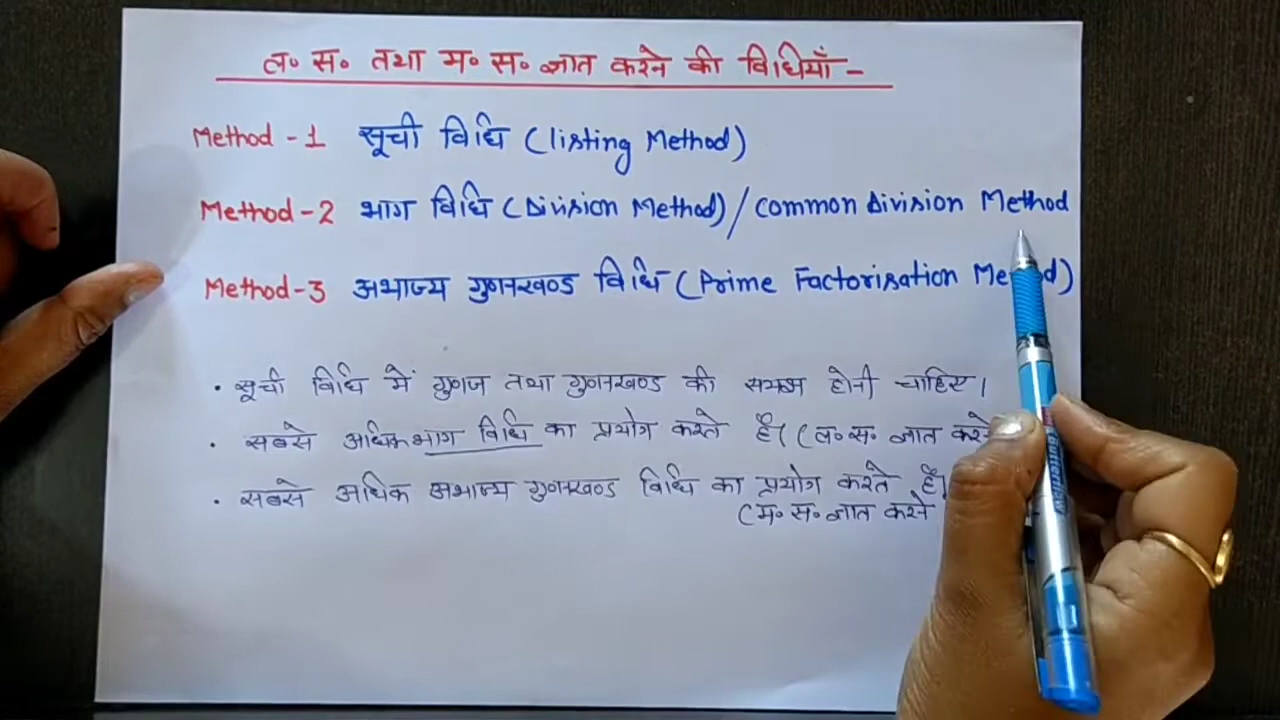 ल॰ स॰ तथा म॰ स॰ ज्ञात करने की विधियाँ -
Method - 1 सूची विधि (listing Method)
Method - 2 भाग विधि (Division Method) / Common Division Method
Method - 3 अभाज्य गुणनखण्ड विधि (Prime Factorisation Method)
• सूची विधि में गुणज तथा गुणनखण्ड की समझ होनी चाहिए।
• सबसे अधिक भाग विधि का प्रयोग करते हैं। (ल॰ स॰ ज्ञात करने
• सबसे अधिक अभाज्य गुणनखण्ड विधि का प्रयोग करते हैं।
(म॰ स॰ ज्ञात करने